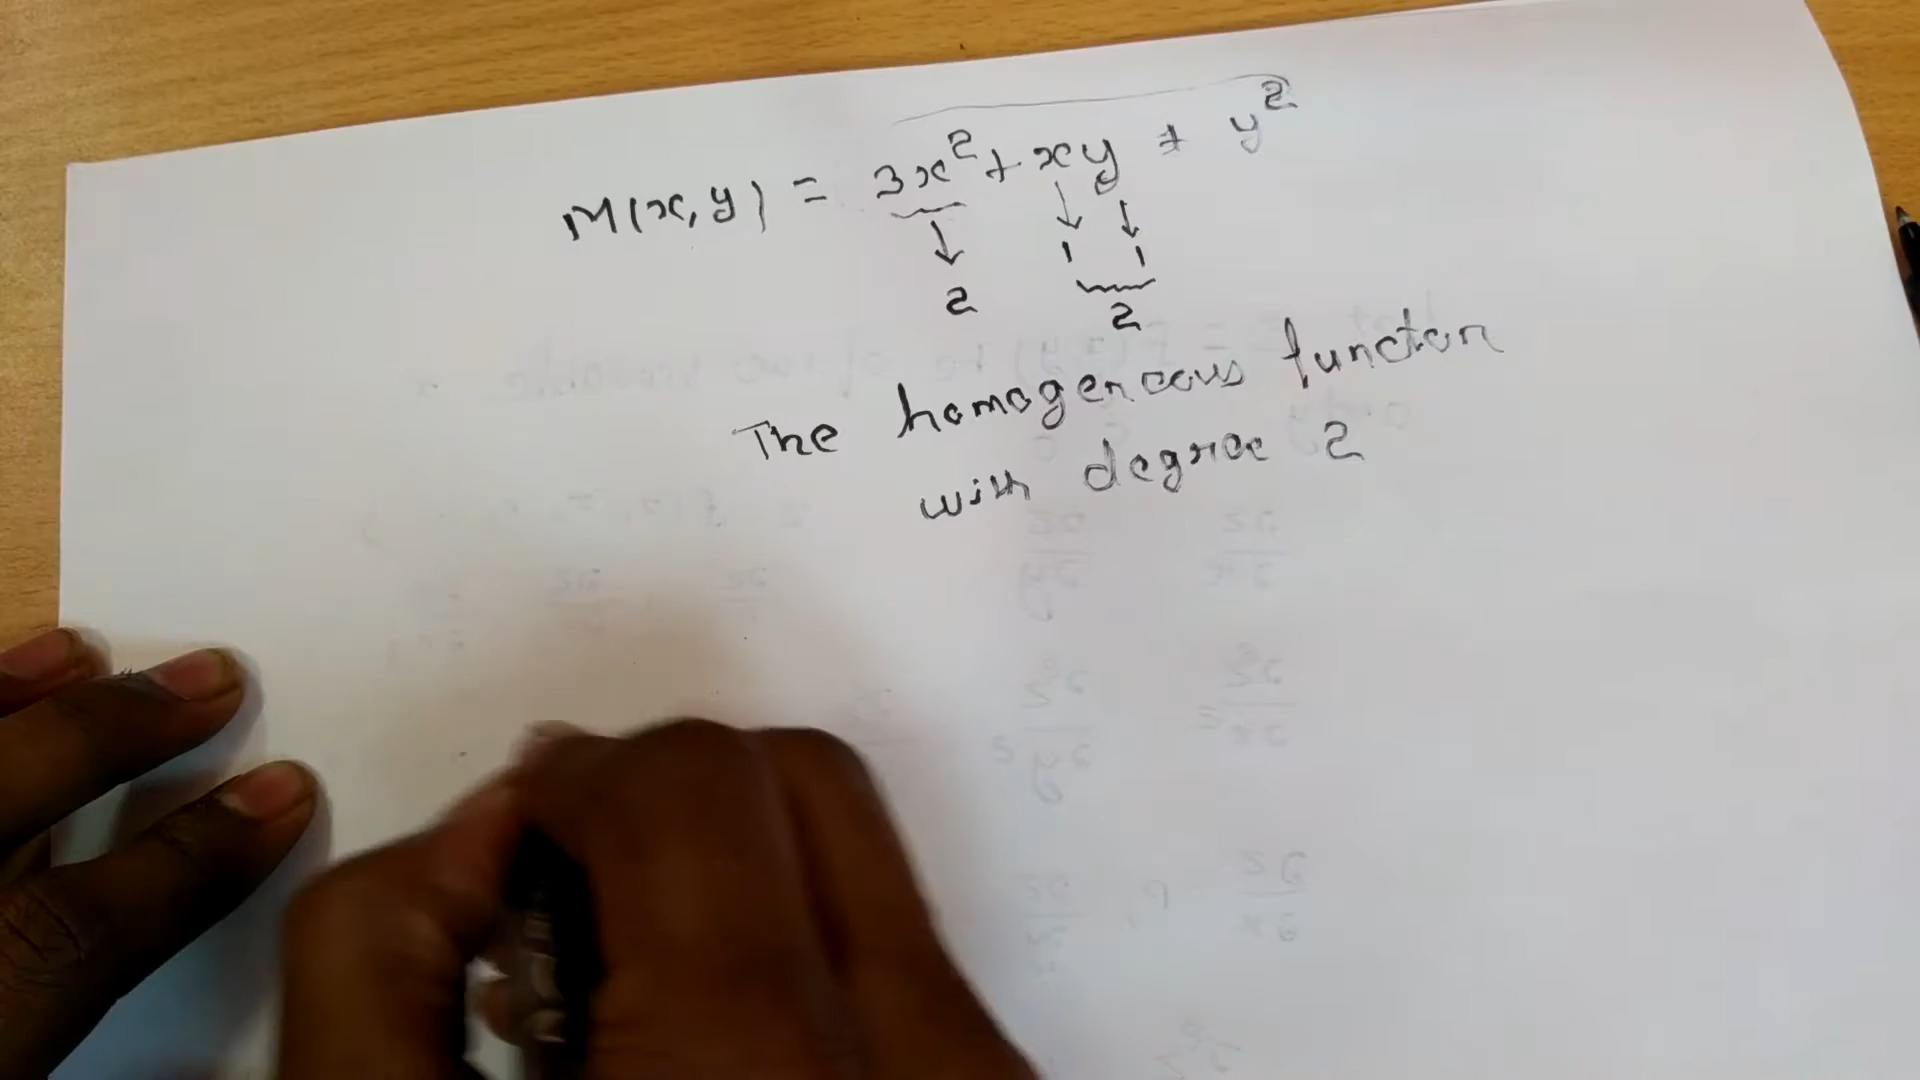 M(x,y) = 3x² + xy + y²
↓ ↓ ↓
2 1 1
2
The homogeneous function
with degree 2